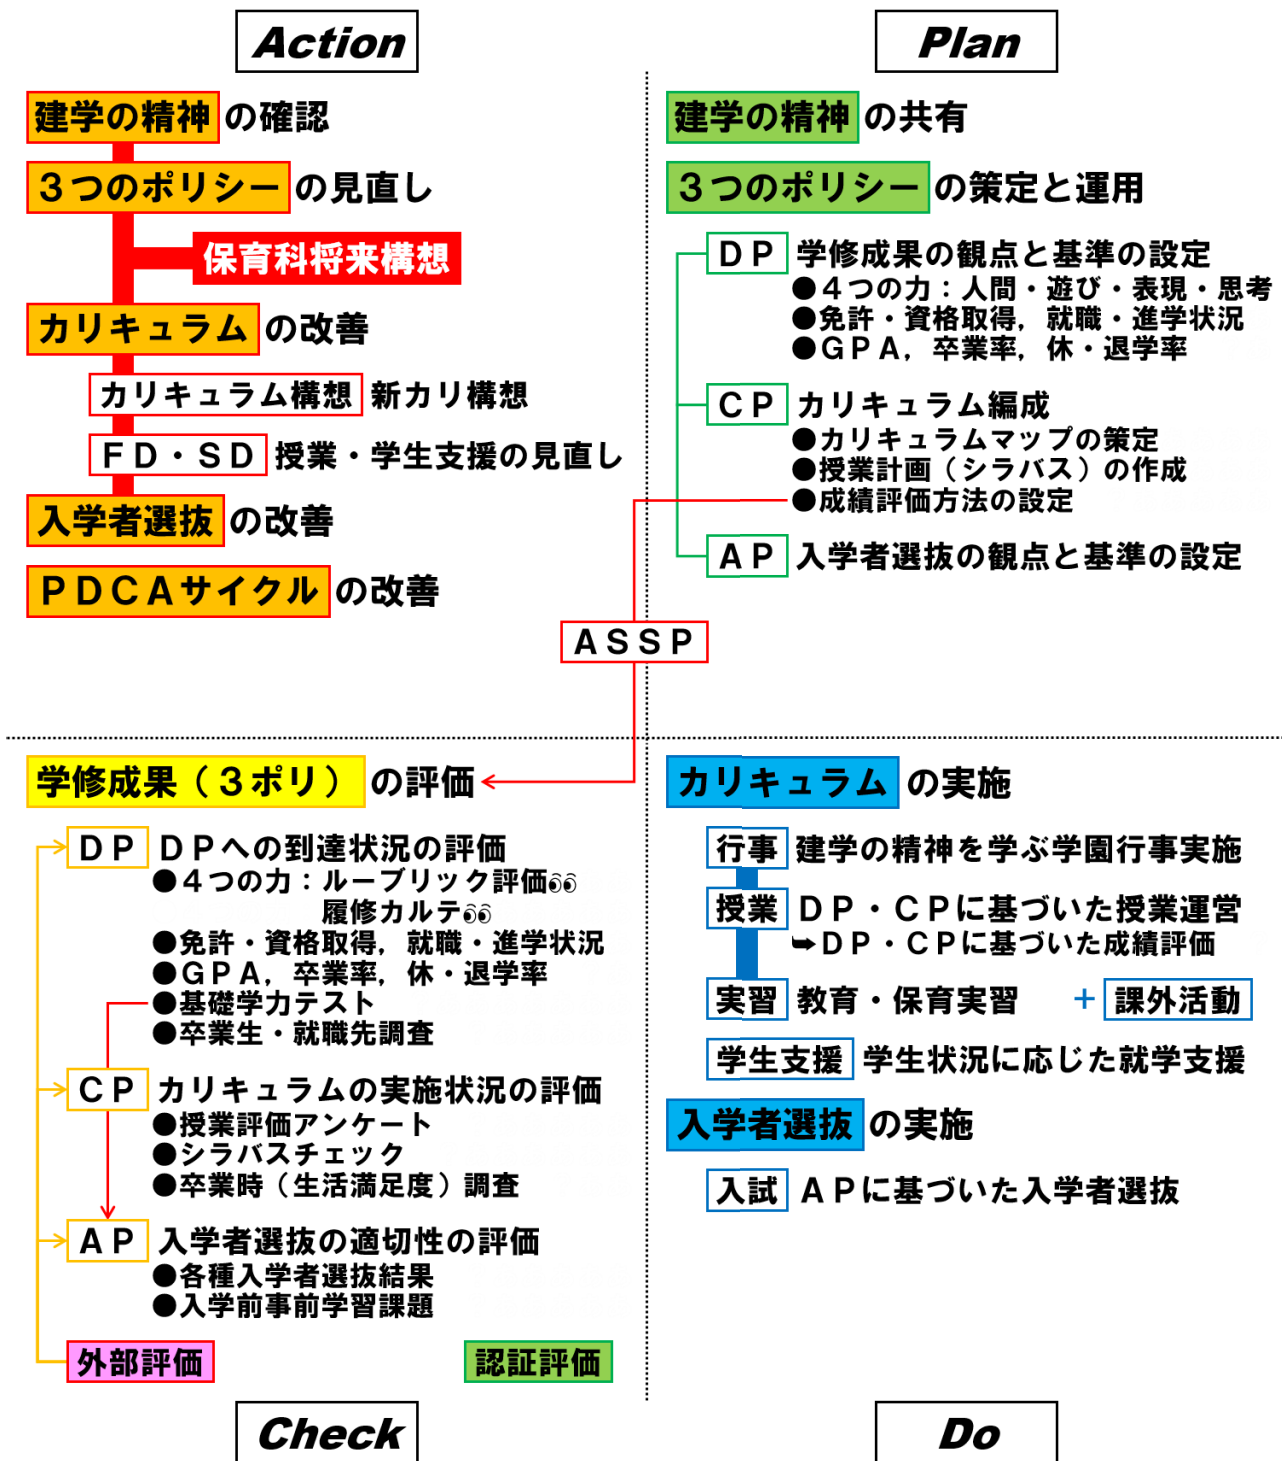 Action
建学の精神 の確認
３つのポリシー の見直し
保育科将来構想
カリキュラム の改善
カリキュラム構想 新カリ構想
ＦＤ・ＳＤ 授業・学生支援の見直し
入学者選抜 の改善
ＰＤＣＡサイクル の改善
Plan
建学の精神 の共有
３つのポリシー の策定と運用
ＤＰ 学修成果の観点と基準の設定
●４つの力：人間・遊び・表現・思考
●免許・資格取得，就職・進学状況
●ＧＰＡ，卒業率，休・退学率
ＣＰ カリキュラム編成
●カリキュラムマップの策定
●授業計画（シラバス）の作成
●成績評価方法の設定
ＡＰ 入学者選抜の観点と基準の設定
ＡＳＳＰ
学修成果（３ポリ） の評価
ＤＰ ＤＰへの到達状況の評価
●４つの力：ルーブリック評価
履修カルテ
●免許・資格取得，就職・進学状況
●ＧＰＡ，卒業率，休・退学率
●基礎学力テスト
●卒業生・就職先調査
ＣＰ カリキュラムの実施状況の評価
●授業評価アンケート
●シラバスチェック
●卒業時（生活満足度）調査
ＡＰ 入学者選抜の適切性の評価
●各種入学者選抜結果
●入学前事前学習課題
外部評価 認証評価
Check
カリキュラム の実施
行事 建学の精神を学ぶ学園行事実施
授業 ＤＰ・ＣＰに基づいた授業運営
➥ＤＰ・ＣＰに基づいた成績評価
実習 教育・保育実習 ＋ 課外活動
学生支援 学生状況に応じた就学支援
入学者選抜 の実施
入試 ＡＰに基づいた入学者選抜
Do